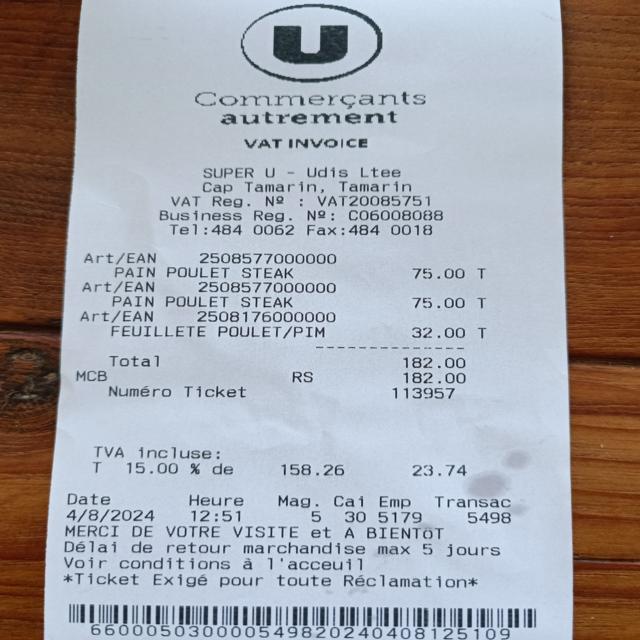 U
Commerçants
autrement
VAT INVOICE
SUPER U - Udis Ltee
Cap Tamarin, Tamarin
VAT Reg. Nº : VAT20085751
Business Reg. Nº: C06008088
Tel:484 0062 Fax:484 0018
Art/EAN 2508577000000
PAIN POULET STEAK 75.00 T
Art/EAN 2508577000000
PAIN POULET STEAK 75.00 T
Art/EAN 2508176000000
FEUILLETE POULET/PIM 32.00 T
--------------
Total 182.00
MCB RS 182.00
Numéro Ticket 113957
TVA incluse:
T 15.00 % de 158.26 23.74
Date Heure Mag. Cai Emp Transac
4/8/2024 12:51 5 30 5179 5498
MERCI DE VOTRE VISITE et A BIENTôT
Délai de retour marchandise max 5 jours
Voir conditions à l'acceuil
*Ticket Exigé pour toute Réclamation*
66000503000054982024040812​5109